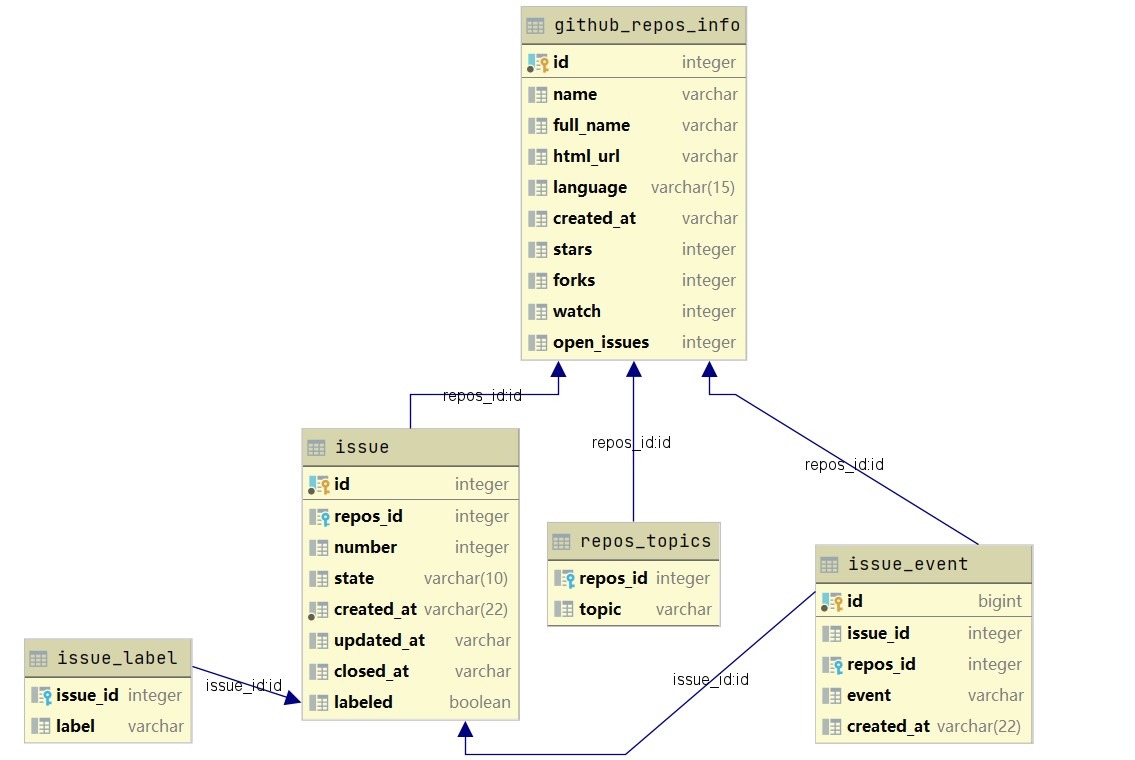 github_repos_info
id integer
name varchar
full_name varchar
html_url varchar
language varchar(15)
created_at varchar
stars integer
forks integer
watch integer
open_issues integer
repos_id:id
repos_id:id
repos_id:id
issue
id integer
repos_id integer
number integer
state varchar(10)
created_at varchar(22)
updated_at varchar
closed_at varchar
labeled boolean
repos_topics
repos_id integer
topic varchar
issue_event
id bigint
issue_id integer
repos_id integer
event varchar
created_at varchar(22)
issue_label
issue_id integer
label varchar
issue_id:id
issue_id:id